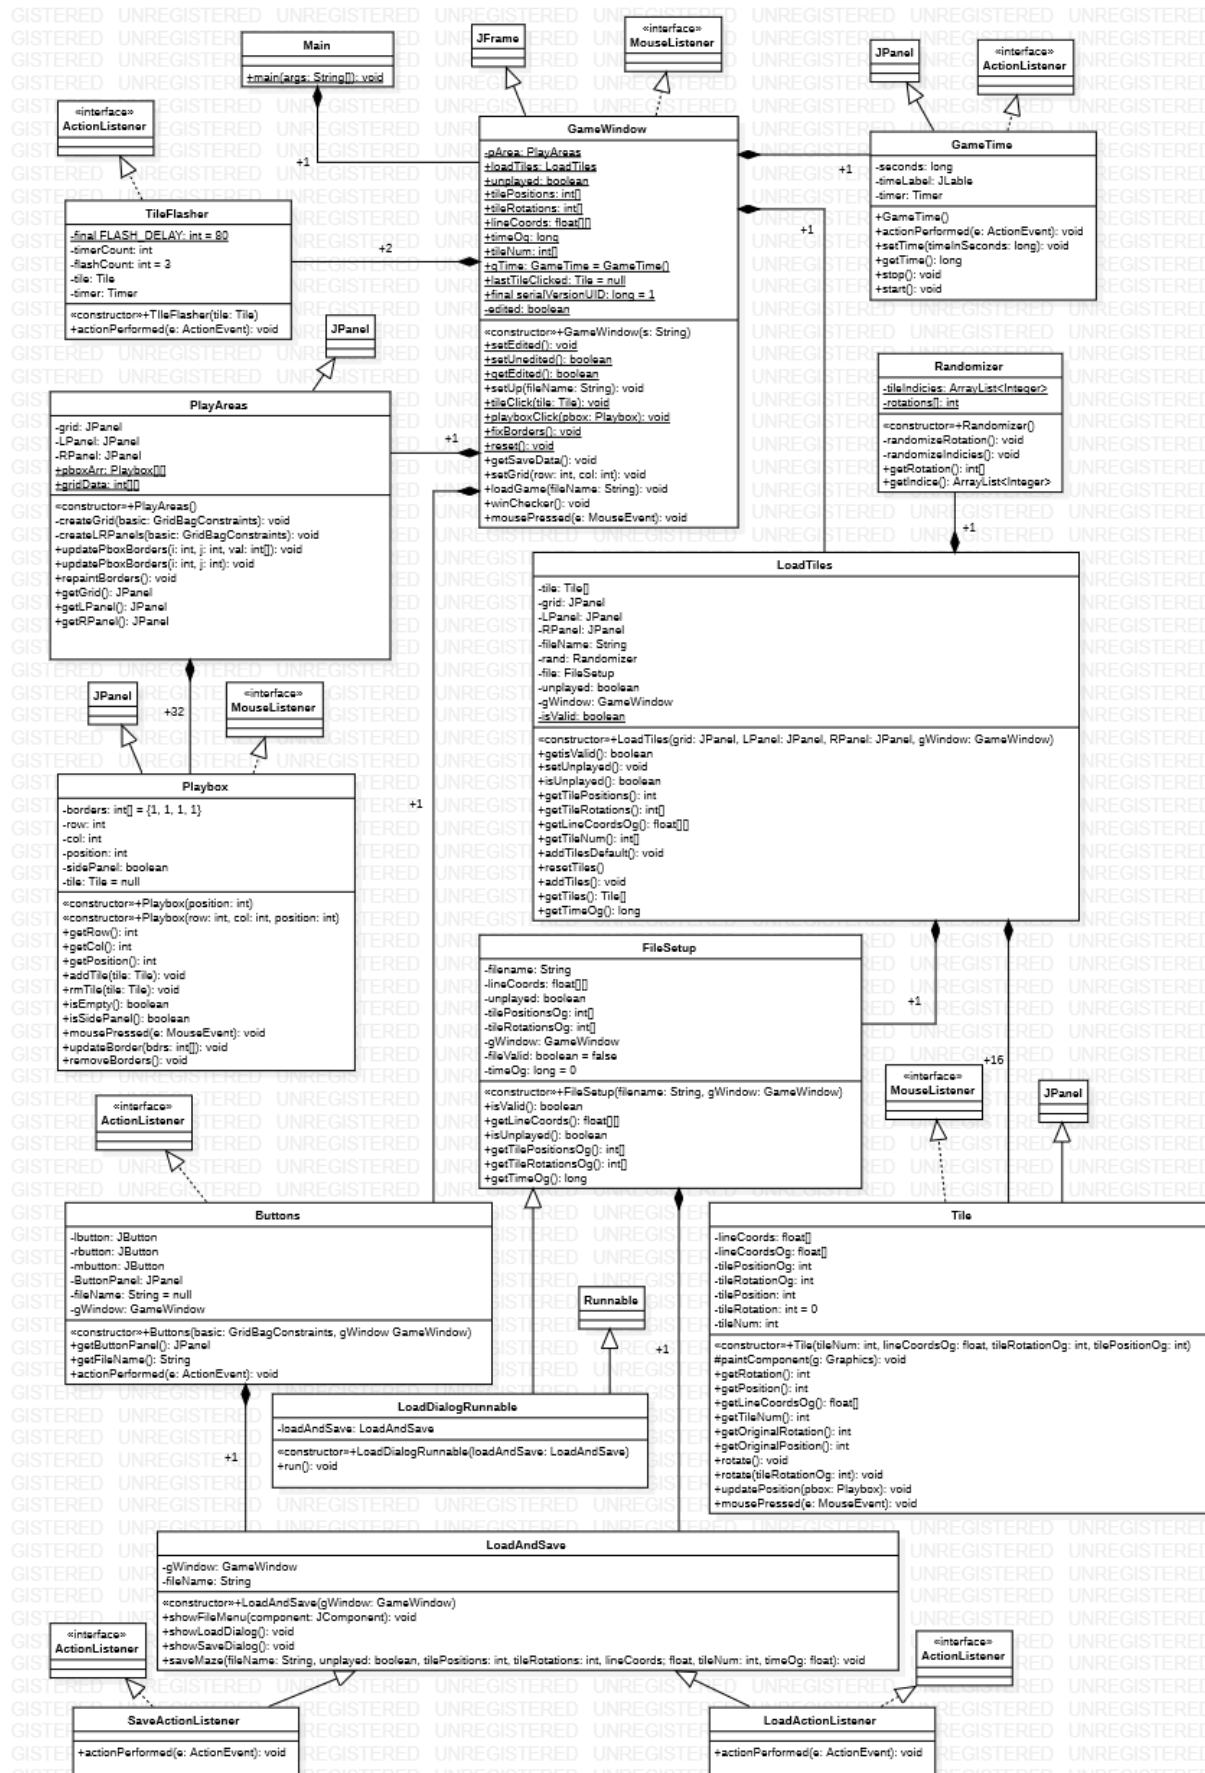 Main
+main(args: String[]): void
JFrame
«interface»
MouseListener
JPanel
«interface»
ActionListener
«interface»
ActionListener
+1
GameWindow
-pArea: PlayAreas
+loadTiles: LoadTiles
+unplayed: boolean
+tilePositions: int[]
+tileRotations: int[]
+lineCoords: float[][]
+timeOg: long
+tileNum: int[]
+gTime: GameTime = GameTime()
+lastTileClicked: Tile = null
+final serialVersionUID: long = 1
-edited: boolean
«constructor»+GameWindow(s: String)
+setEdited(): void
+setUnedited(): boolean
+getEdited(): boolean
+setUp(fileName: String): void
+tileClick(tile: Tile): void
+playboxClick(pbox: Playbox): void
+fixBorders(): void
+reset(): void
+getSaveData(): void
+setGrid(row: int, col: int): void
+loadGame(fileName: String): void
+winChecker(): void
+mousePressed(e: MouseEvent): void
+1
GameTime
-seconds: long
-timeLabel: JLable
-timer: Timer
+GameTime()
+actionPerformed(e: ActionEvent): void
+setTime(timeInSeconds: long): void
+getTime(): long
+stop(): void
+start(): void
+1
TileFlasher
-final FLASH_DELAY: int = 80
-timerCount: int
-flashCount: int = 3
-tile: Tile
-timer: Timer
«constructor»+TIleFlasher(tile: Tile)
+actionPerformed(e: ActionEvent): void
+2
JPanel
PlayAreas
-grid: JPanel
-LPanel: JPanel
-RPanel: JPanel
+pboxArr: Playbox[][]
+gridData: int[][]
«constructor»+PlayAreas()
-createGrid(basic: GridBagConstraints): void
-createLRPanels(basic: GridBagConstraints): void
+updatePboxBorders(i: int, j: int, val: int[]): void
+updatePboxBorders(i: int, j: int): void
+repaintBorders(): void
+getGrid(): JPanel
+getLPanel(): JPanel
+getRPanel(): JPanel
+1
Randomizer
-tileIndicies: ArrayList<Integer>
-rotations[]: int
«constructor»+Randomizer()
-randomizeRotation(): void
-randomizeIndicies(): void
+getRotation(): int[]
+getIndice(): ArrayList<Integer>
+1
LoadTiles
-tile: Tile[]
-grid: JPanel
-LPanel: JPanel
-RPanel: JPanel
-fileName: String
-rand: Randomizer
-file: FileSetup
-unplayed: boolean
-gWindow: GameWindow
-isValid: boolean
«constructor»+LoadTiles(grid: JPanel, LPanel: JPanel, RPanel: JPanel, gWindow: GameWindow)
+getisValid(): boolean
+setUnplayed(): void
+isUnplayed(): boolean
+getTilePositions(): int
+getTileRotations(): int[]
+getLineCoordsOg(): float[][]
+getTileNum(): int[]
+addTilesDefault(): void
+resetTiles()
+addTiles(): void
+getTiles(): Tile[]
+getTimeOg(): long
JPanel
+32
«interface»
MouseListener
Playbox
-borders: int[] = {1, 1, 1, 1}
-row: int
-col: int
-position: int
-sidePanel: boolean
-tile: Tile = null
«constructor»+Playbox(position: int)
«constructor»+Playbox(row: int, col: int, position: int)
+getRow(): int
+getCol(): int
+getPosition(): int
+addTile(tile: Tile): void
+rmTile(tile: Tile): void
+isEmpty(): boolean
+isSidePanel(): boolean
+mousePressed(e: MouseEvent): void
+updateBorder(bdrs: int[]): void
+removeBorders(): void
+1
FileSetup
-filename: String
-lineCoords: float[][]
-unplayed: boolean
-tilePositionsOg: int[]
-tileRotationsOg: int[]
-gWindow: GameWindow
-fileValid: boolean = false
-timeOg: long = 0
«constructor»+FileSetup(filename: String, gWindow: GameWindow)
+isValid(): boolean
+getLineCoords(): float[][]
+isUnplayed(): boolean
+getTilePositionsOg(): int[]
+getTileRotationsOg(): int[]
+getTimeOg(): long
+1
+16
«interface»
MouseListener
JPanel
«interface»
ActionListener
Buttons
-lbutton: JButton
-rbutton: JButton
-mbutton: JButton
-ButtonPanel: JPanel
-fileName: String = null
-gWindow: GameWindow
«constructor»+Buttons(basic: GridBagConstraints, gWindow GameWindow)
+getButtonPanel(): JPanel
+getFileName(): String
+actionPerformed(e: ActionEvent): void
Tile
-lineCoords: float[]
-lineCoordsOg: float[]
-tilePositionOg: int
-tileRotationOg: int
-tilePosition: int
-tileRotation: int = 0
-tileNum: int
«constructor»+Tile(tileNum: int, lineCoordsOg: float, tileRotationOg: int, tilePositionOg: int)
#paintComponent(g: Graphics): void
+getRotation(): int
+getPosition(): int
+getLineCoordsOg(): float[]
+getTileNum(): int
+getOriginalRotation(): int
+getOriginalPosition(): int
+rotate(): void
+rotate(tileRotationOg: int): void
+updatePosition(pbox: Playbox): void
+mousePressed(e: MouseEvent): void
Runnable
+1
LoadDialogRunnable
-loadAndSave: LoadAndSave
«constructor»+LoadDialogRunnable(loadAndSave: LoadAndSave)
+run(): void
+1
LoadAndSave
-gWindow: GameWindow
-fileName: String
«constructor»+LoadAndSave(gWindow: GameWindow)
+showFileMenu(component: JComponent): void
+showLoadDialog(): void
+showSaveDialog(): void
+saveMaze(fileName: String, unplayed: boolean, tilePositions: int, tileRotations: int, lineCoords; float, tileNum: int, timeOg: float): void
«interface»
ActionListener
«interface»
ActionListener
SaveActionListener
+actionPerformed(e: ActionEvent): void
LoadActionListener
+actionPerformed(e: ActionEvent): void